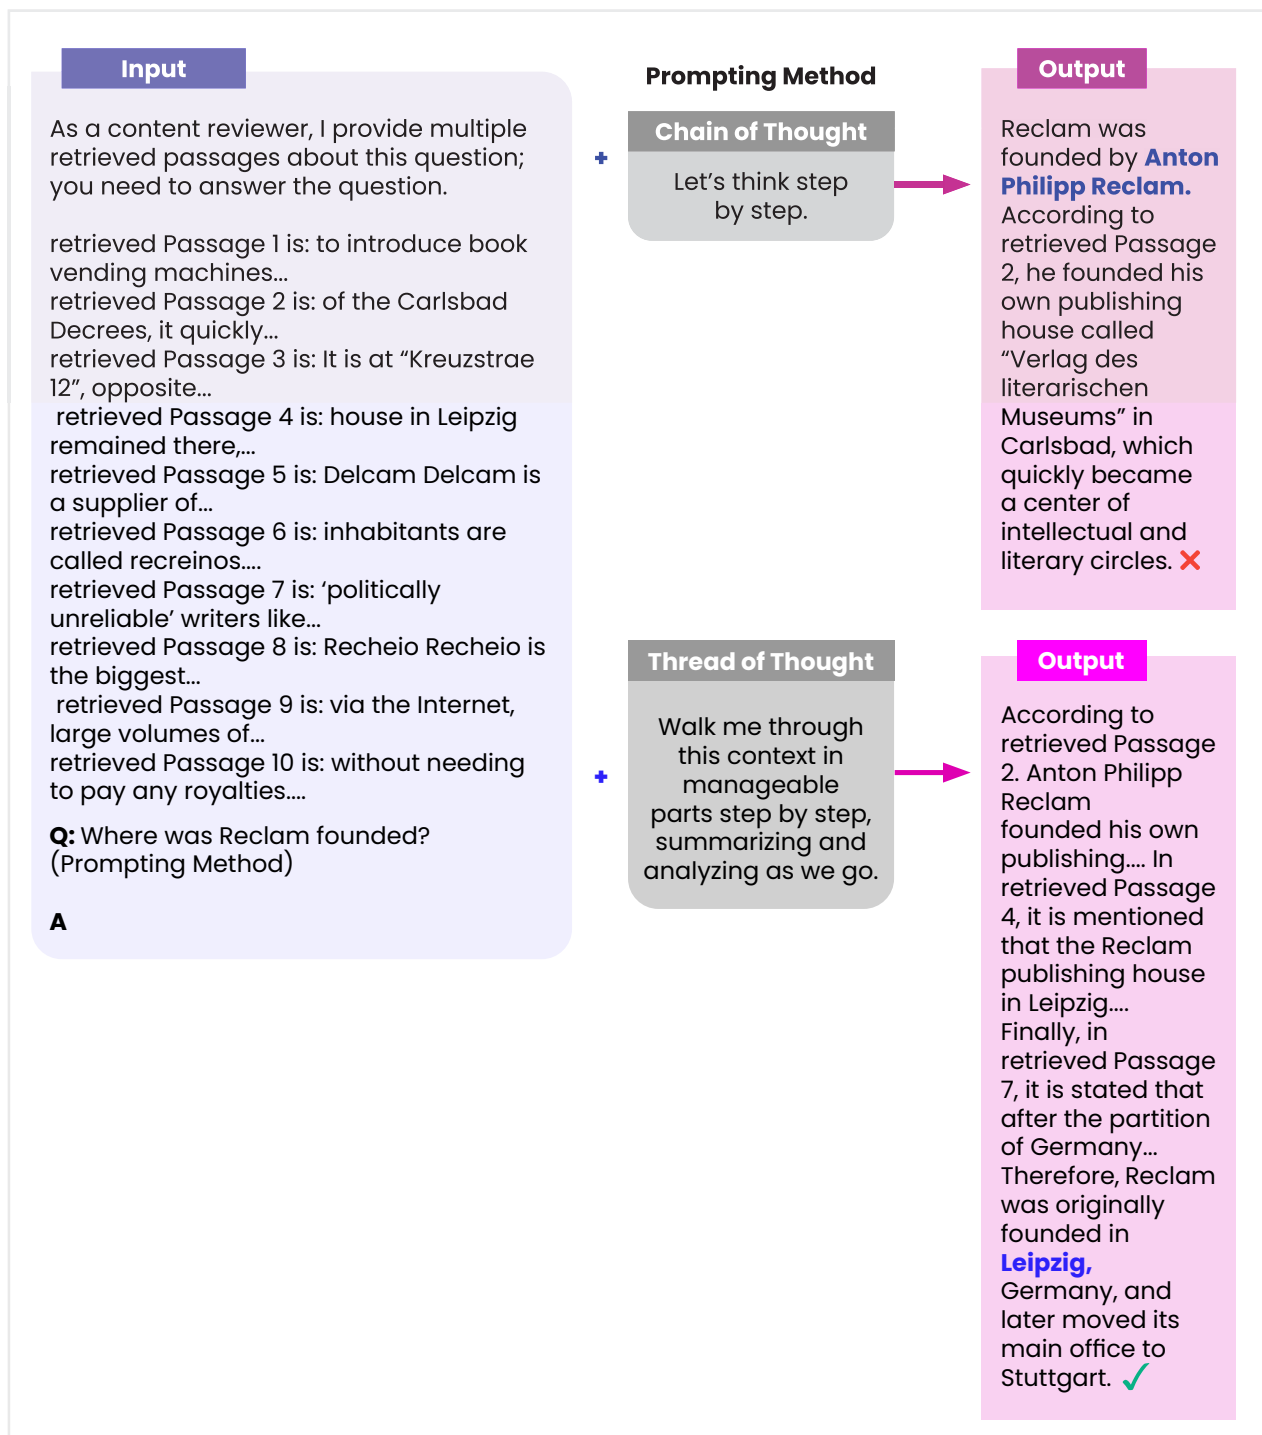 Input
As a content reviewer, I provide multiple
retrieved passages about this question;
you need to answer the question.
retrieved Passage 1 is: to introduce book
vending machines...
retrieved Passage 2 is: of the Carlsbad
Decrees, it quickly...
retrieved Passage 3 is: It is at “Kreuzstrae
12”, opposite...
retrieved Passage 4 is: house in Leipzig
remained there,...
retrieved Passage 5 is: Delcam Delcam is
a supplier of...
retrieved Passage 6 is: inhabitants are
called recreinos....
retrieved Passage 7 is: ‘politically
unreliable’ writers like...
retrieved Passage 8 is: Recheio Recheio is
the biggest...
retrieved Passage 9 is: via the Internet,
large volumes of...
retrieved Passage 10 is: without needing
to pay any royalties....
Q: Where was Reclam founded?
(Prompting Method)
A
Prompting Method
+
Chain of Thought
Let’s think step
by step.
Output
Reclam was
founded by Anton
Philipp Reclam.
According to
retrieved Passage
2, he founded his
own publishing
house called
“Verlag des
literarischen
Museums” in
Carlsbad, which
quickly became
a center of
intellectual and
literary circles. ✕
+
Thread of Thought
Walk me through
this context in
manageable
parts step by step,
summarizing and
analyzing as we go.
Output
According to
retrieved Passage
2. Anton Philipp
Reclam
founded his own
publishing.... In
retrieved Passage
4, it is mentioned
that the Reclam
publishing house
in Leipzig....
Finally, in
retrieved Passage
7, it is stated that
after the partition
of Germany...
Therefore, Reclam
was originally
founded in
Leipzig,
Germany, and
later moved its
main office to
Stuttgart. ✓